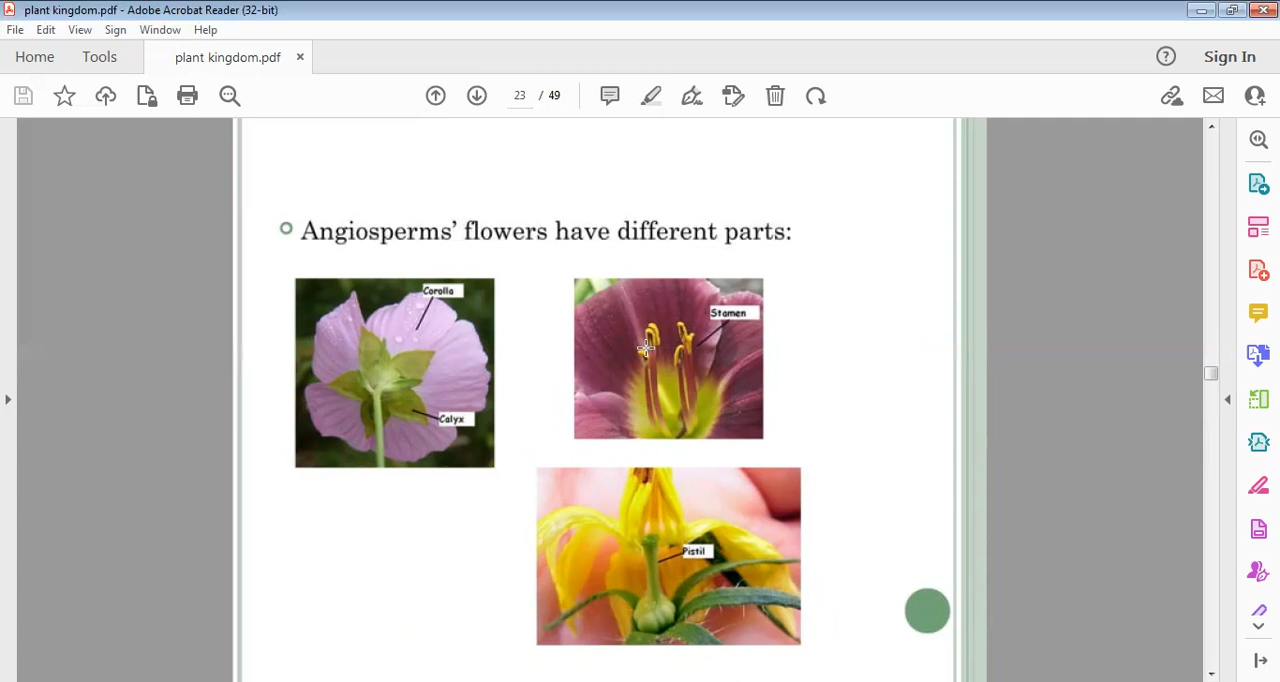 plant kingdom.pdf - Adobe Acrobat Reader (32-bit)
File Edit View Sign Window Help
Home Tools plant kingdom.pdf × Sign In
23 / 49
Angiosperms’ flowers have different parts:
Corolla
Stamen
Calyx
Pistil